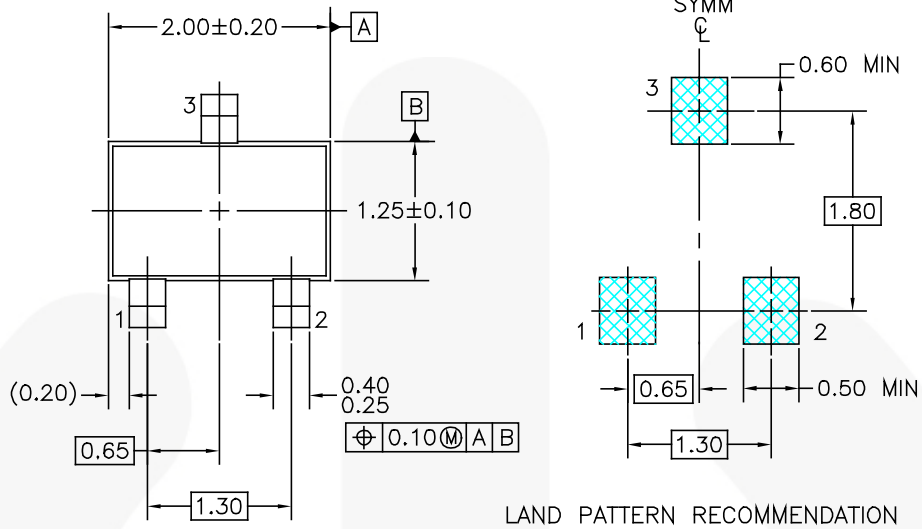 2.00±0.20
A
3
B
1.25±0.10
1
2
(0.20)
0.40
0.25
⌖ 0.10Ⓜ A B
0.65
1.30
SYMM
℄
3
0.60 MIN
1.80
1
2
0.65
0.50 MIN
1.30
LAND PATTERN RECOMMENDATION